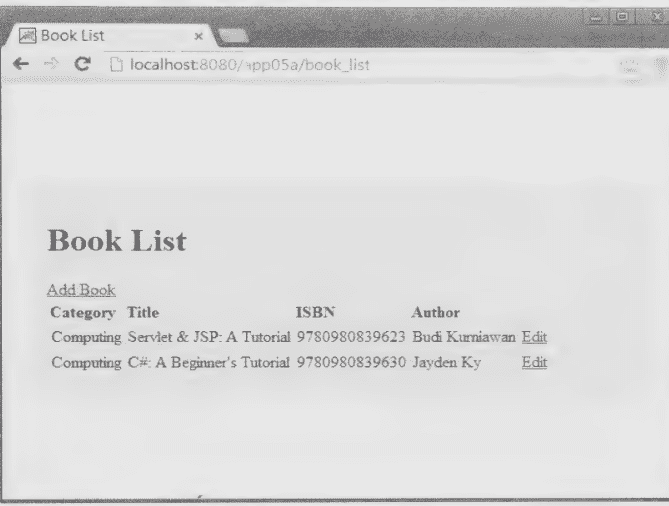 Book List
localhost:8080/app05a/book_list
Book List
Add Book
Category Title ISBN Author
Computing Servlet & JSP: A Tutorial 9780980839623 Budi Kurniawan Edit
Computing C#: A Beginner's Tutorial 9780980839630 Jayden Ky Edit